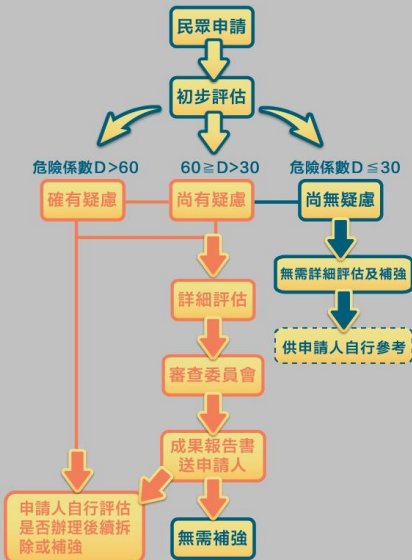 民眾申請
初步評估
危險係數D>60
60≧D>30
危險係數D≦30
確有疑慮
尚有疑慮
尚無疑慮
無需詳細評估及補強
詳細評估
供申請人自行參考
審查委員會
成果報告書
送申請人
申請人自行評估
是否辦理後續拆
除或補強
無需補強